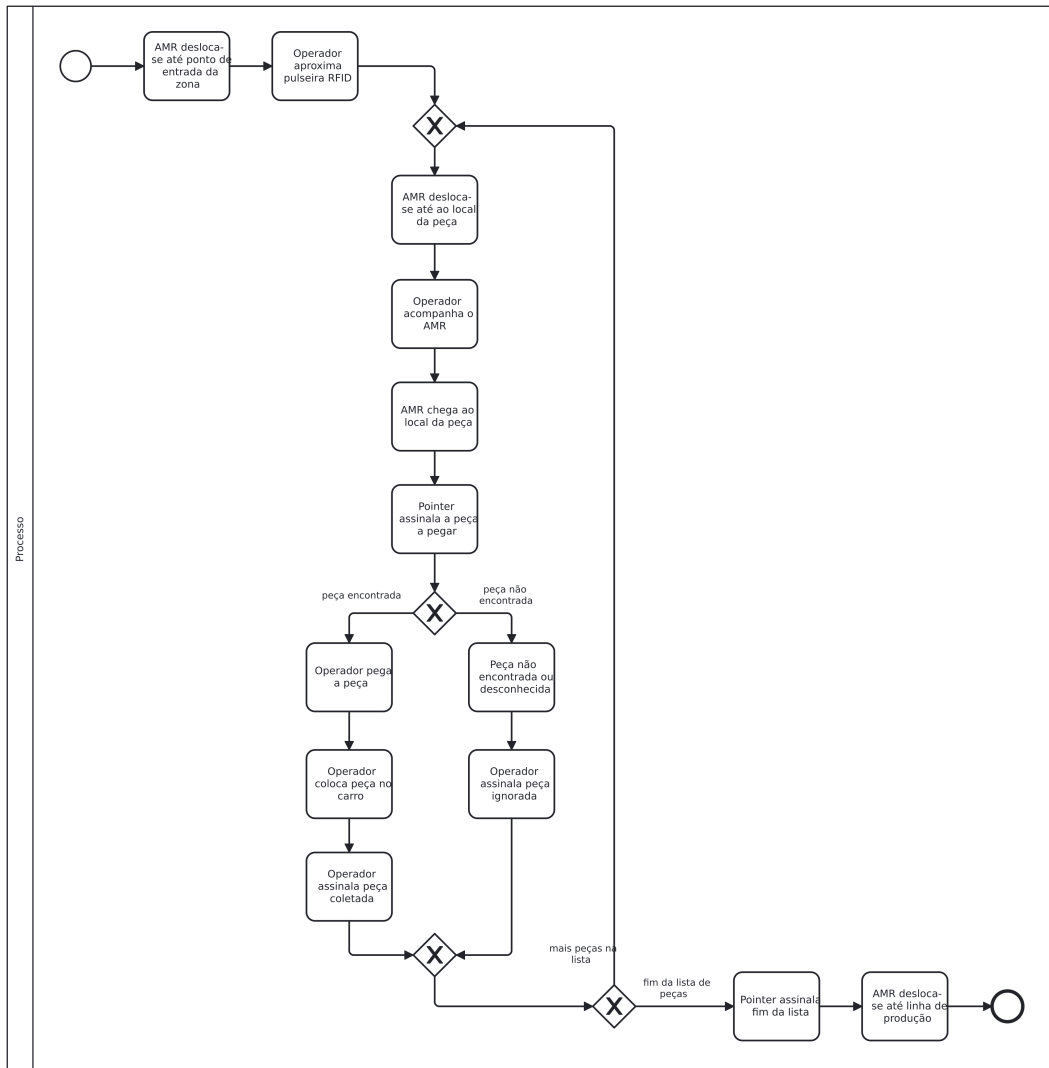 Processo
AMR desloca-
se até ponto de
entrada da
zona
Operador
aproxima
pulseira RFID
AMR desloca-
se até ao local
da peça
Operador
acompanha o
AMR
AMR chega ao
local da peça
Pointer
assinala a peça
a pegar
peça encontrada
peça não
encontrada
Operador pega
a peça
Peça não
encontrada ou
desconhecida
Operador
coloca peça no
carro
Operador
assinala peça
ignorada
Operador
assinala peça
coletada
mais peças na
lista
fim da lista de
peças
Pointer assinala
fim da lista
AMR desloca-
se até linha de
produção